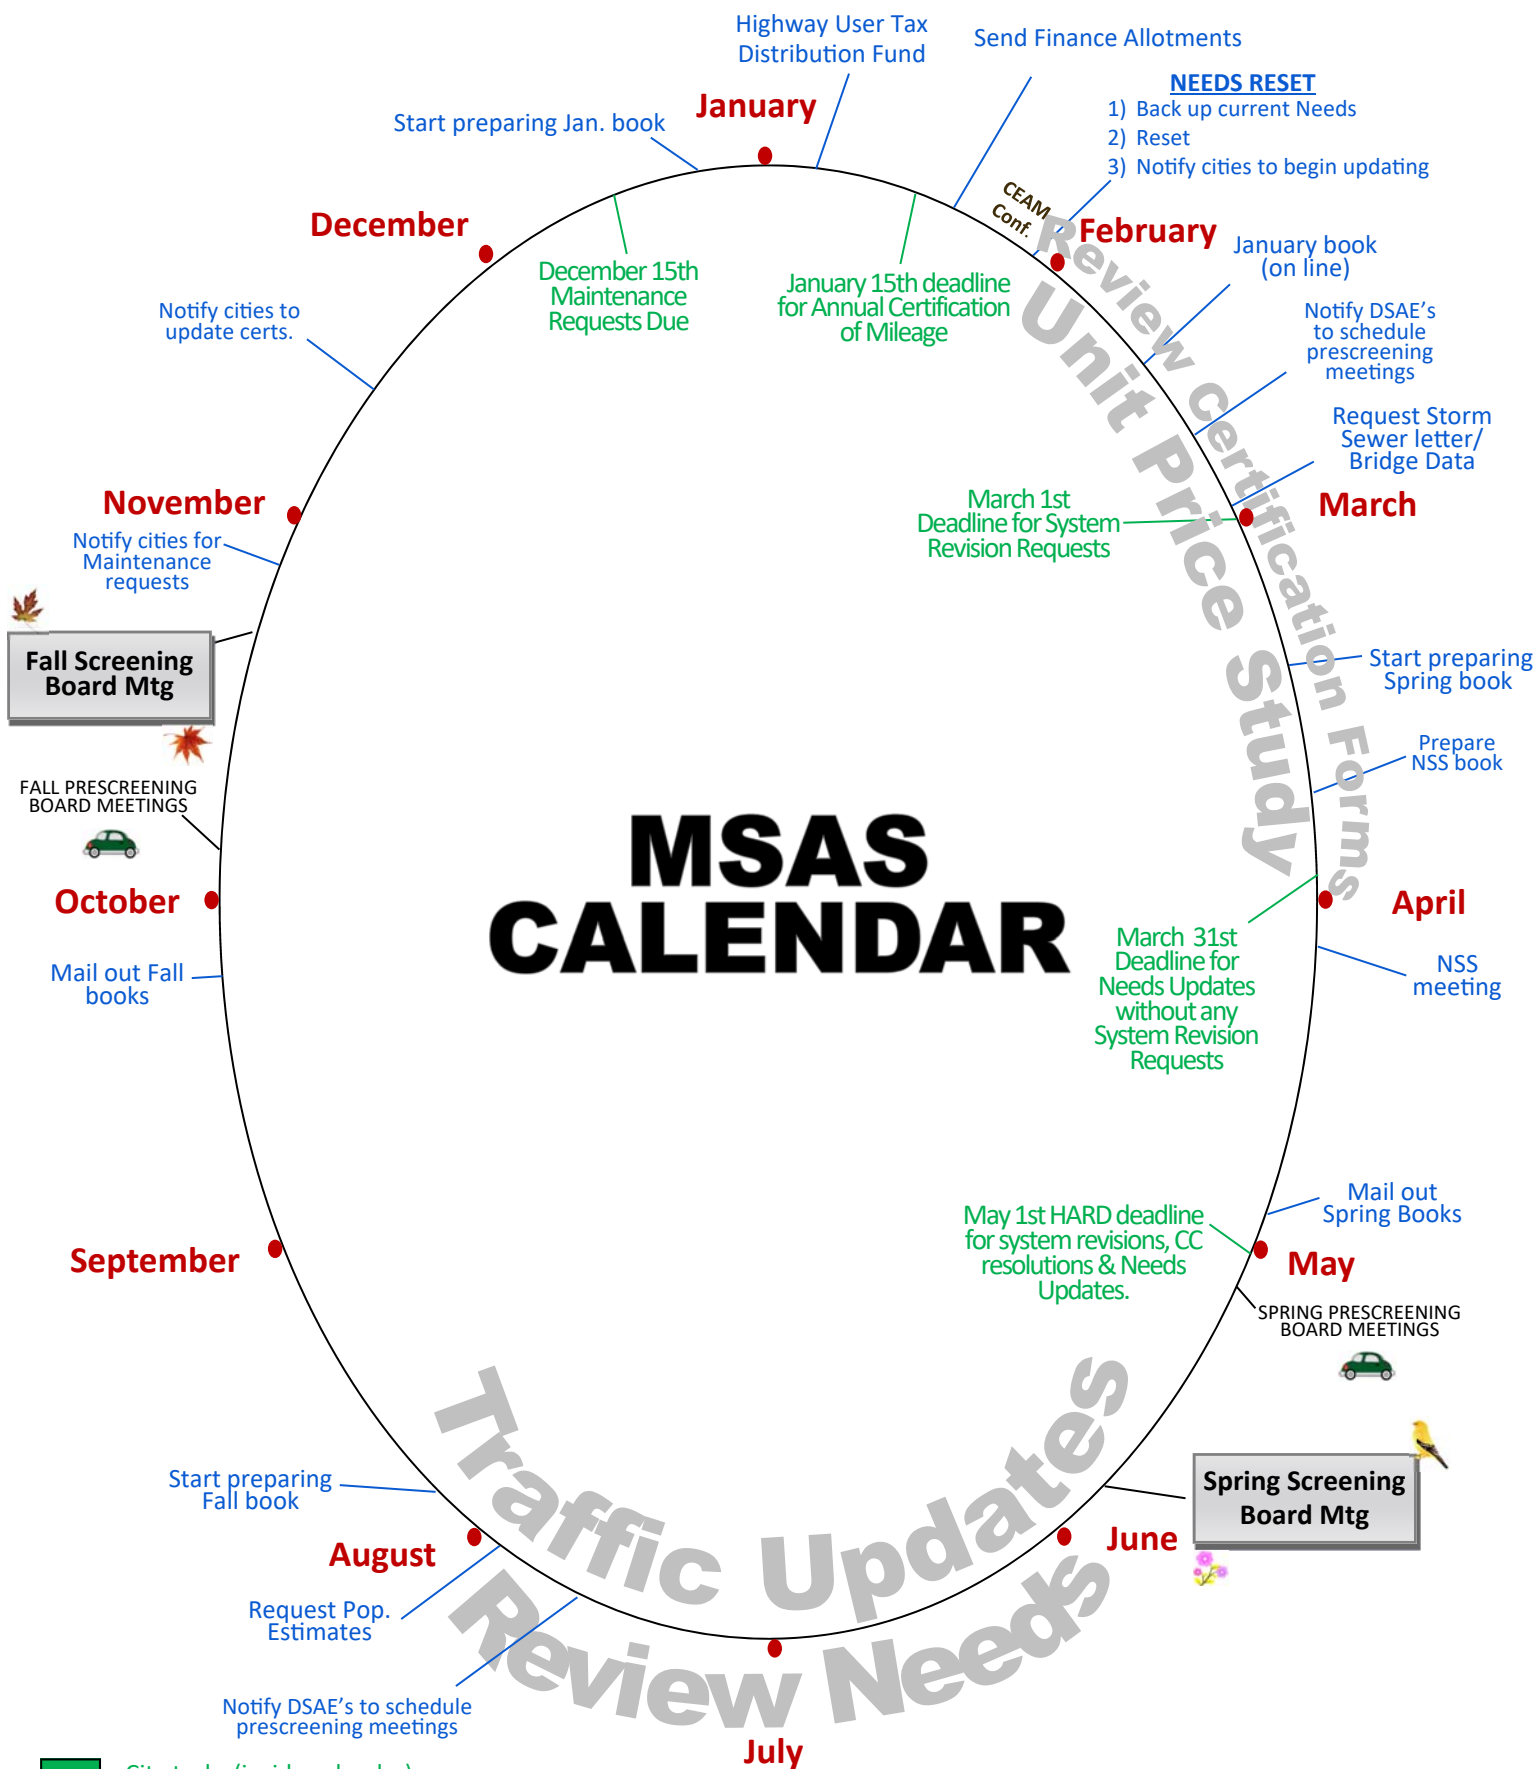 Highway User Tax
Distribution Fund
Send Finance Allotments
NEEDS RESET
1) Back up current Needs
2) Reset
3) Notify cities to begin updating
January
Start preparing Jan. book
CEAM
Conf.
February
December
December 15th
Maintenance
Requests Due
January 15th deadline
for Annual Certification
of Mileage
Review Certification Forms
Unit Price Study
January book
(on line)
Notify DSAE's
to schedule
prescreening
meetings
Notify cities to
update certs.
Request Storm
Sewer letter/
Bridge Data
March
March 1st
Deadline for System
Revision Requests
November
Notify cities for
Maintenance
requests
Fall Screening
Board Mtg
Start preparing
Spring book
Prepare
NSS book
FALL PRESCREENING
BOARD MEETINGS
MSAS
CALENDAR
October
April
March 31st
Deadline for
Needs Updates
without any
System Revision
Requests
NSS
meeting
Mail out Fall
books
Mail out
Spring Books
May 1st HARD deadline
for system revisions, CC
resolutions & Needs
Updates.
September
May
SPRING PRESCREENING
BOARD MEETINGS
Traffic Updates
Review Needs
Spring Screening
Board Mtg
Start preparing
Fall book
August
June
Request Pop.
Estimates
Notify DSAE's to schedule
prescreening meetings
July